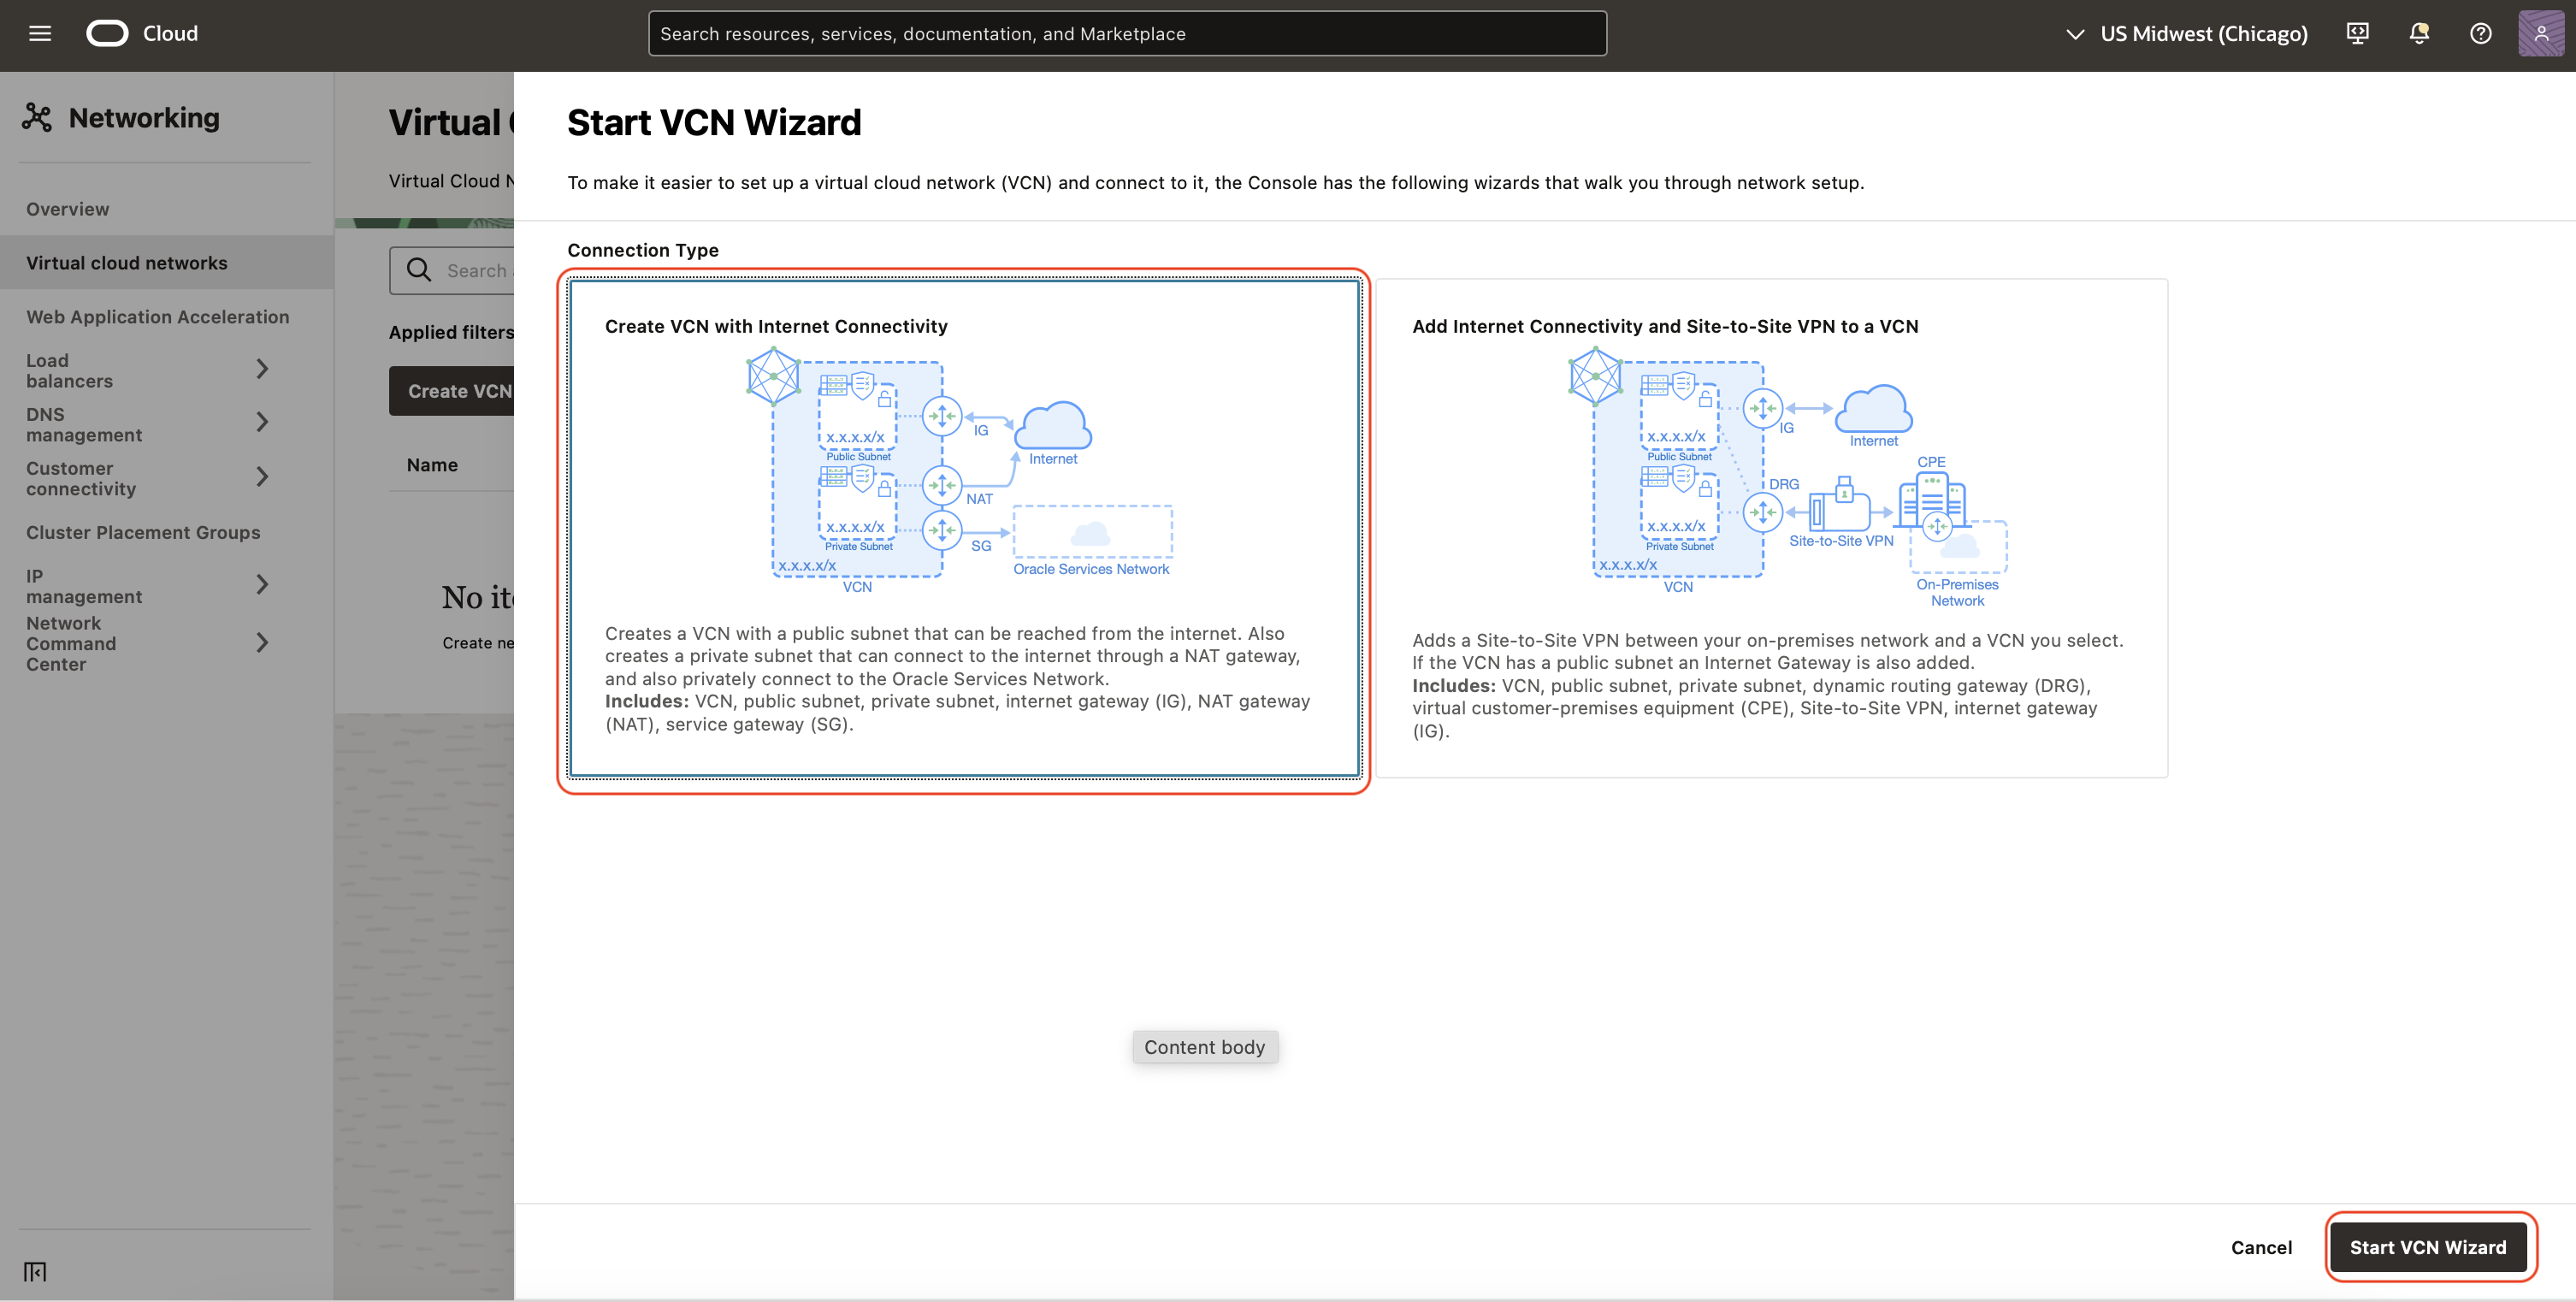 Cloud
Search resources, services, documentation, and Marketplace
US Midwest (Chicago)
Networking
Overview
Virtual cloud networks
Web Application Acceleration
Load
balancers
DNS
management
Customer
connectivity
Cluster Placement Groups
IP
management
Network
Command
Center
Virtual
Virtual Cloud
Search
Applied filters
Create VCN
Name
No
Create
Start VCN Wizard
To make it easier to set up a virtual cloud network (VCN) and connect to it, the Console has the following wizards that walk you through network setup.
Connection Type
Create VCN with Internet Connectivity
x.x.x.x/x
Public Subnet
IG
Internet
NAT
x.x.x.x/x
Private Subnet
SG
x.x.x.x/x
Oracle Services Network
VCN
Creates a VCN with a public subnet that can be reached from the internet. Also
creates a private subnet that can connect to the internet through a NAT gateway,
and also privately connect to the Oracle Services Network.
Includes: VCN, public subnet, private subnet, internet gateway (IG), NAT gateway
(NAT), service gateway (SG).
Add Internet Connectivity and Site-to-Site VPN to a VCN
x.x.x.x/x
Public Subnet
IG
Internet
CPE
DRG
x.x.x.x/x
Private Subnet
Site-to-Site VPN
x.x.x.x/x
VCN
On-Premises
Network
Adds a Site-to-Site VPN between your on-premises network and a VCN you select.
If the VCN has a public subnet an Internet Gateway is also added.
Includes: VCN, public subnet, private subnet, dynamic routing gateway (DRG),
virtual customer-premises equipment (CPE), Site-to-Site VPN, internet gateway
(IG).
Content body
Cancel
Start VCN Wizard